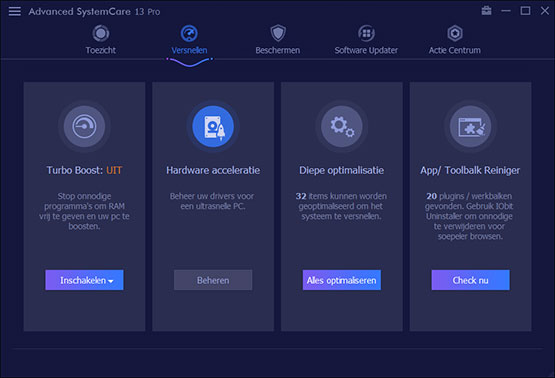 Advanced SystemCare 13 Pro
Toezicht
Versnellen
Beschermen
Software Updater
Actie Centrum
Turbo Boost: UIT
Stop onnodige
programma's om RAM
vrij te geven en uw pc te
boosten.
Inschakelen
Hardware acceleratie
Beheer uw drivers voor
een ultrasnelle PC.
Beheren
Diepe optimalisatie
32 items kunnen worden
geoptimaliseerd om het
systeem te versnellen.
Alles optimaliseren
App/ Toolbalk Reiniger
20 plugins / werkbalken
gevonden. Gebruik IObit
Uninstaller om onnodige
te verwijderen voor
soepeler browsen.
Check nu